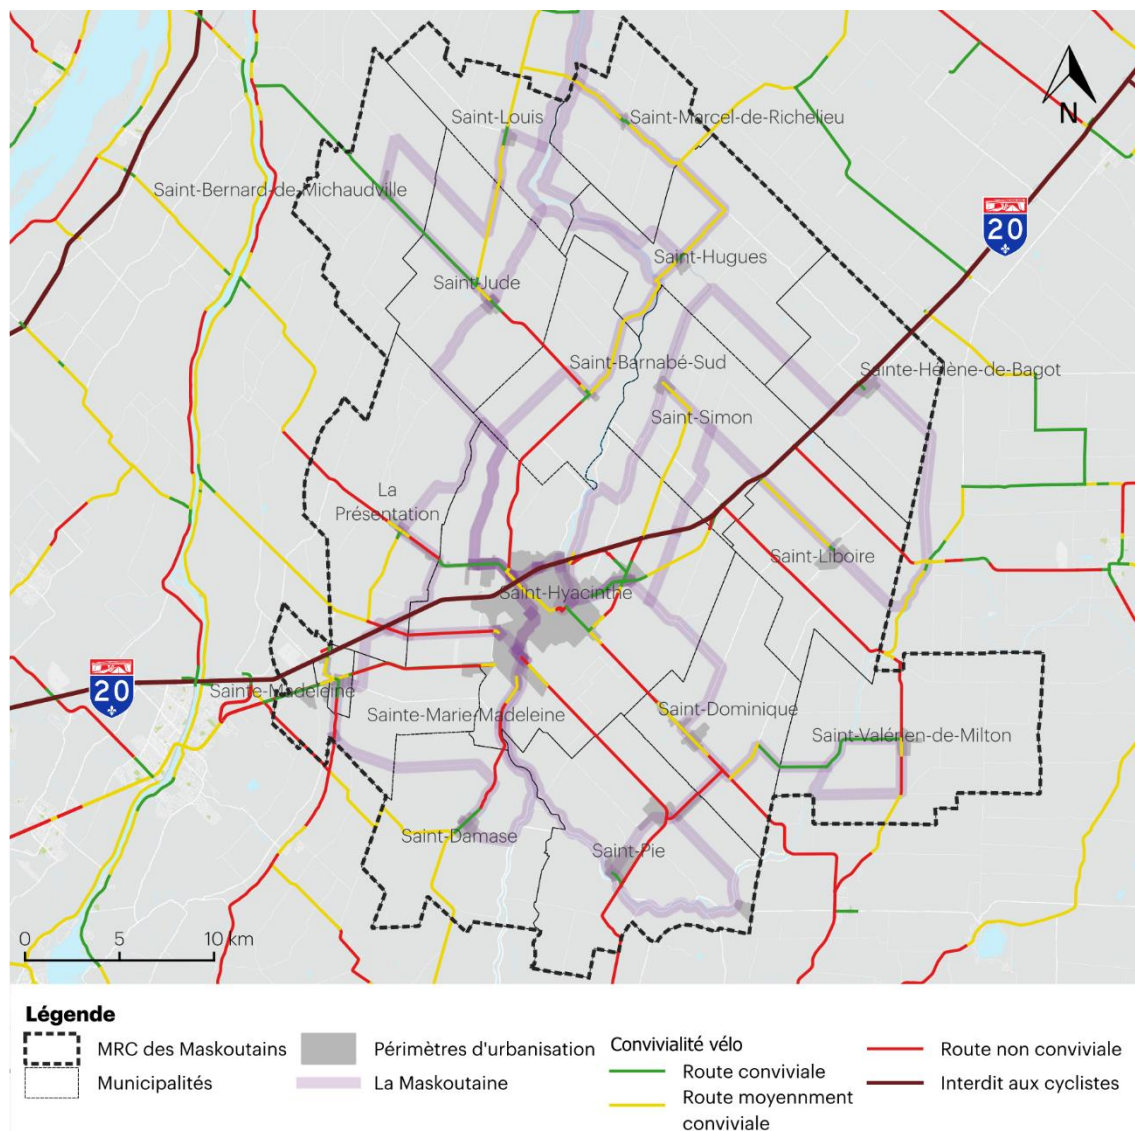 Saint-Louis
Saint-Marcel-de-Richelieu
N
Saint-Bernard-de-Michaudville
20
Saint-Hugues
Saint-Jude
Saint-Barnabé-Sud
Sainte-Hélène-de-Bagot
Saint-Simon
La
Présentation
Saint-Liboire
Saint-Hyacinthe
20
Sainte-Madeleine
Sainte-Marie-Madeleine
Saint-Dominique
Saint-Valérien-de-Milton
Saint-Damase
Saint-Pie
0 5 10 km
Légende
MRC des Maskoutains
Municipalités
Périmètres d'urbanisation
La Maskoutaine
Convivialité vélo
Route conviviale
Route moyennment
conviviale
Route non conviviale
Interdit aux cyclistes